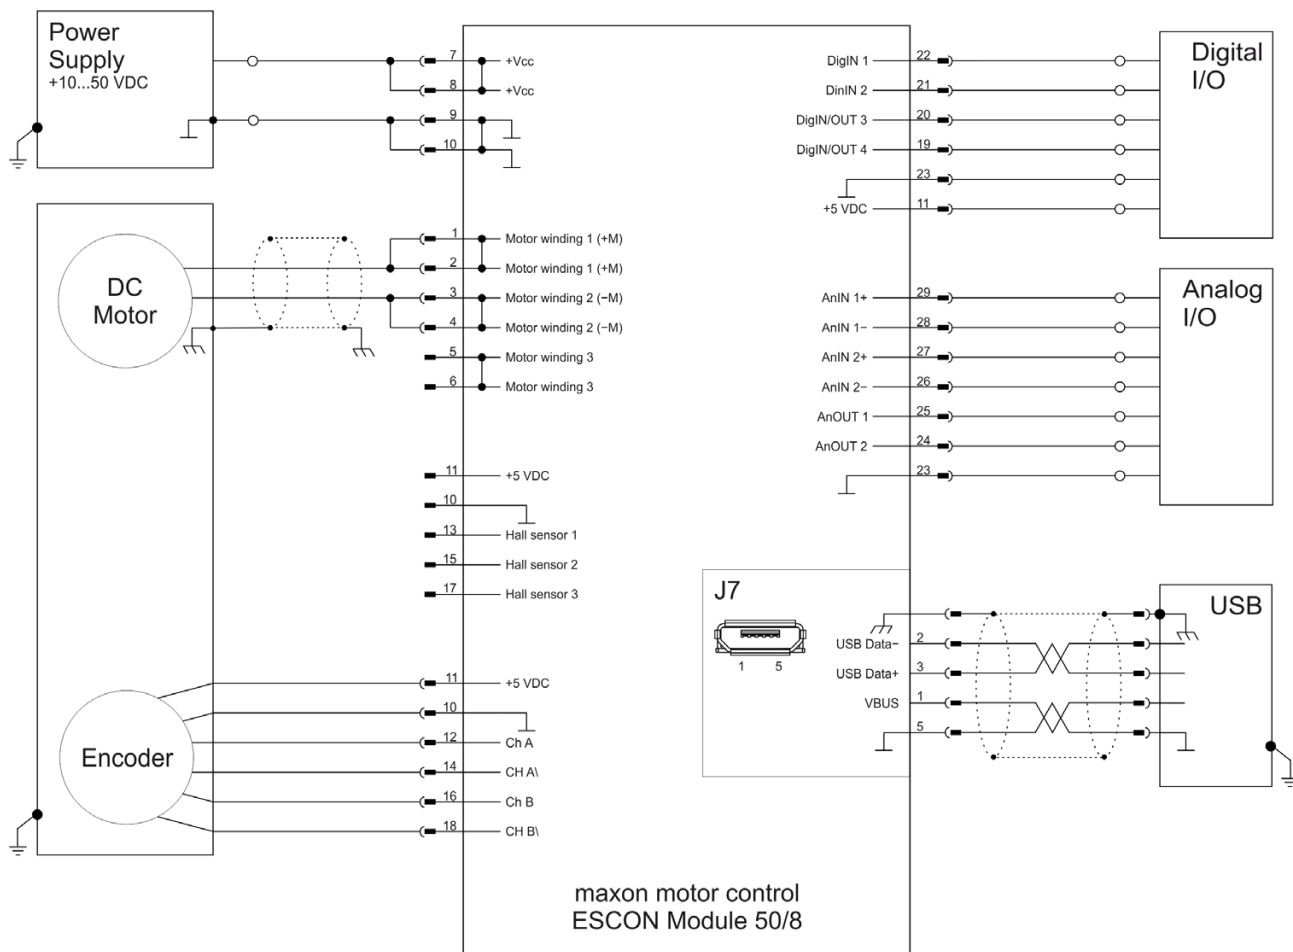 Power
Supply
+10...50 VDC
7 +Vcc
8 +Vcc
9
10
DC
Motor
1 Motor winding 1 (+M)
2 Motor winding 1 (+M)
3 Motor winding 2 (−M)
4 Motor winding 2 (−M)
5 Motor winding 3
6 Motor winding 3
11 +5 VDC
10
13 Hall sensor 1
15 Hall sensor 2
17 Hall sensor 3
Encoder
11 +5 VDC
10
12 Ch A
14 CH A\
16 Ch B
18 CH B\
DigIN 1 22
DinIN 2 21
DigIN/OUT 3 20
DigIN/OUT 4 19
23
+5 VDC 11
Digital
I/O
AnIN 1+ 29
AnIN 1− 28
AnIN 2+ 27
AnIN 2− 26
AnOUT 1 25
AnOUT 2 24
23
Analog
I/O
J7
1 5
USB Data− 2
USB Data+ 3
VBUS 1
5
USB
maxon motor control
ESCON Module 50/8